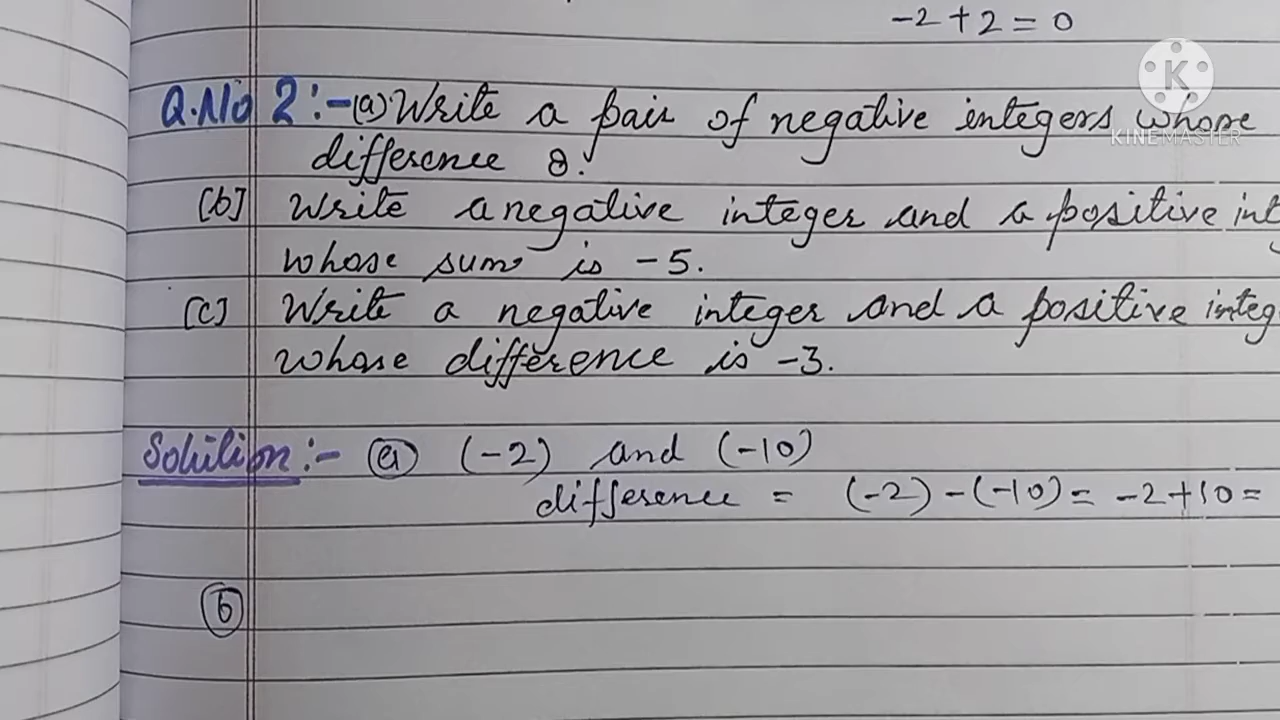 -2 + 2 = 0
Q.No 2:- (a) Write a pair of negative integers whose
difference 8.
(b) Write a negative integer and a positive int
whose sum is -5.
(c) Write a negative integer and a positive integ
whose difference is -3.
Solution:- (a) (-2) and (-10)
difference = (-2) - (-10) = -2+10 =
(b)
K
KINEMASTER